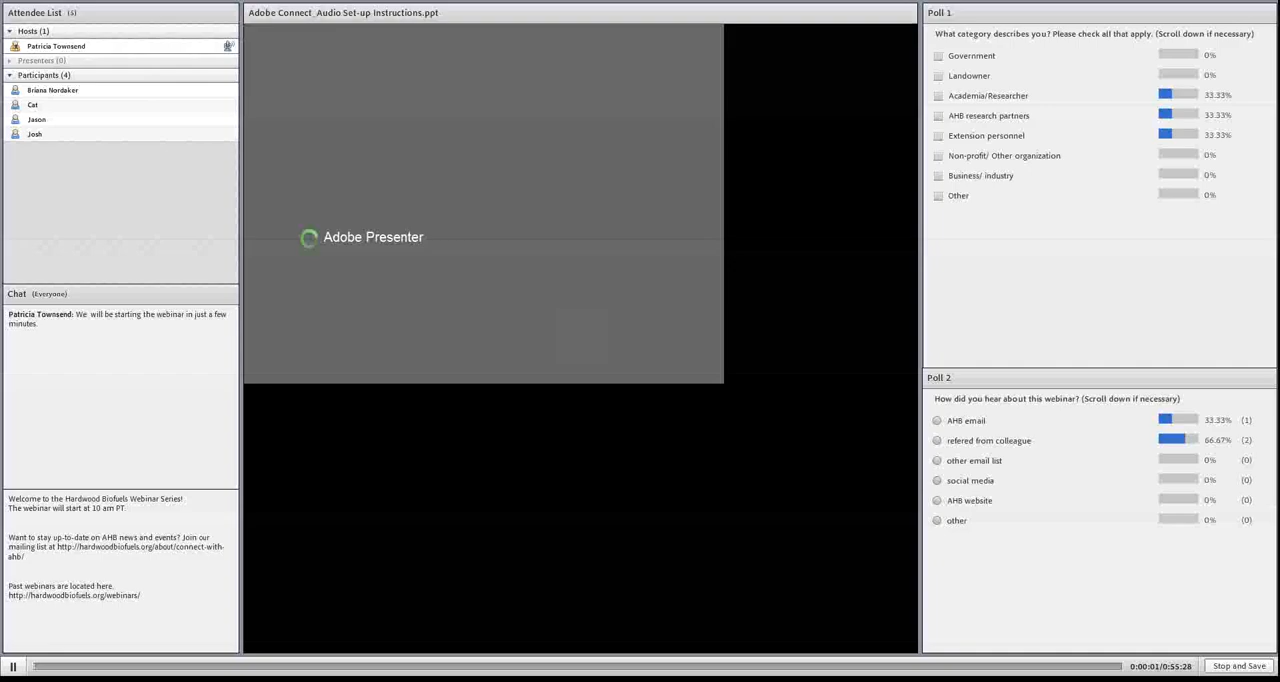 Attendee List (5)
Hosts (1)
Patricia Townsend
Presenters (0)
Participants (4)
Briana Nordaker
Cat
Jason
Josh
Chat (Everyone)
Patricia Townsend: We will be starting the webinar in just a few
minutes.
Welcome to the Hardwood Biofuels Webinar Series!
The webinar will start at 10 am PT.
Want to stay up-to-date on AHB news and events? Join our
mailing list at http://hardwoodbiofuels.org/about/connect-with-
ahb/
Past webinars are located here.
http://hardwoodbiofuels.org/webinars/
Adobe Connect_Audio Set-up Instructions.ppt
Adobe Presenter
Poll 1
What category describes you? Please check all that apply. (Scroll down if necessary)
Government 0%
Landowner 0%
Academia/Researcher 33.33%
AHB research partners 33.33%
Extension personnel 33.33%
Non-profit/ Other organization 0%
Business/ industry 0%
Other 0%
Poll 2
How did you hear about this webinar? (Scroll down if necessary)
AHB email 33.33% (1)
refered from colleague 66.67% (2)
other email list 0% (0)
social media 0% (0)
AHB website 0% (0)
other 0% (0)
0:00:01/0:55:28 Stop and Save